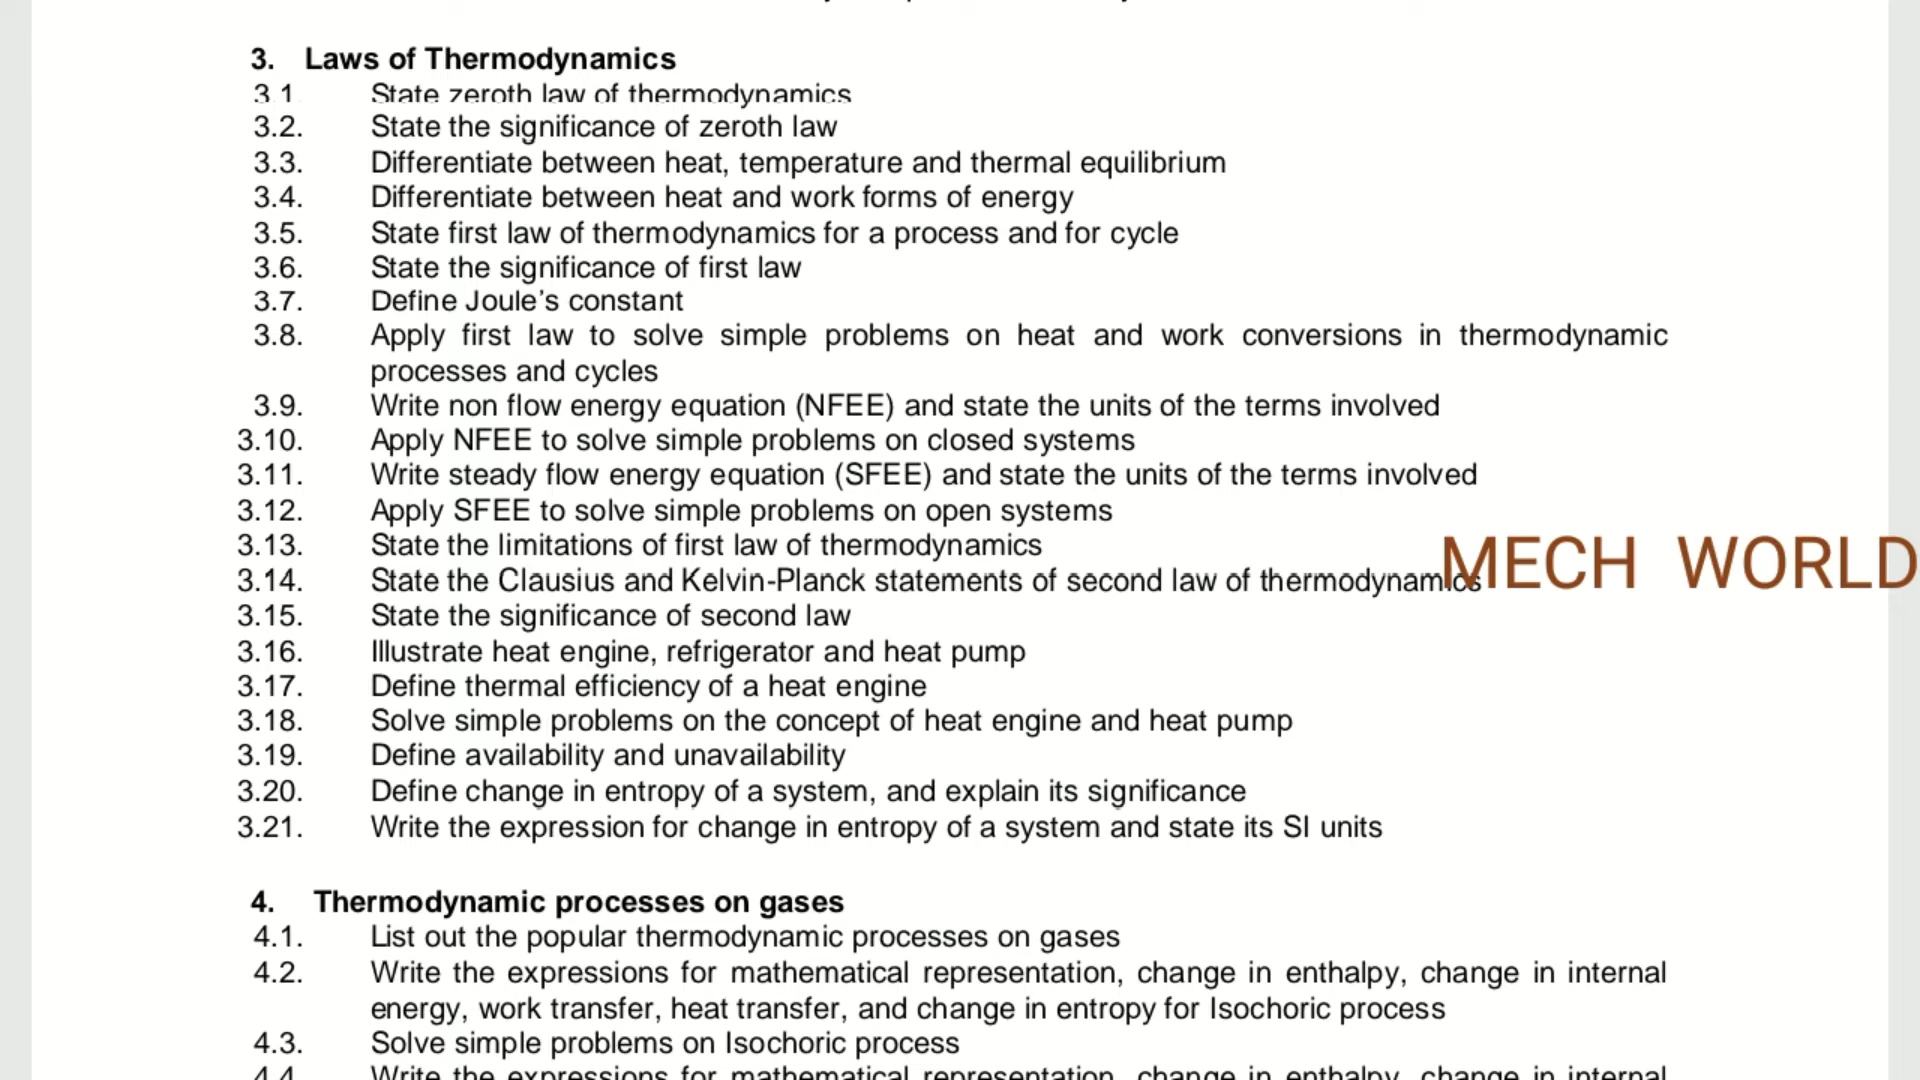 3. Laws of Thermodynamics
3.1. State zeroth law of thermodynamics
3.2. State the significance of zeroth law
3.3. Differentiate between heat, temperature and thermal equilibrium
3.4. Differentiate between heat and work forms of energy
3.5. State first law of thermodynamics for a process and for cycle
3.6. State the significance of first law
3.7. Define Joule’s constant
3.8. Apply first law to solve simple problems on heat and work conversions in thermodynamic
processes and cycles
3.9. Write non flow energy equation (NFEE) and state the units of the terms involved
3.10. Apply NFEE to solve simple problems on closed systems
3.11. Write steady flow energy equation (SFEE) and state the units of the terms involved
3.12. Apply SFEE to solve simple problems on open systems
3.13. State the limitations of first law of thermodynamics
MECH WORLD
3.14. State the Clausius and Kelvin-Planck statements of second law of thermodynamics
3.15. State the significance of second law
3.16. Illustrate heat engine, refrigerator and heat pump
3.17. Define thermal efficiency of a heat engine
3.18. Solve simple problems on the concept of heat engine and heat pump
3.19. Define availability and unavailability
3.20. Define change in entropy of a system, and explain its significance
3.21. Write the expression for change in entropy of a system and state its SI units
4. Thermodynamic processes on gases
4.1. List out the popular thermodynamic processes on gases
4.2. Write the expressions for mathematical representation, change in enthalpy, change in internal
energy, work transfer, heat transfer, and change in entropy for Isochoric process
4.3. Solve simple problems on Isochoric process
4.4. Write the expressions for mathematical representation, change in enthalpy, change in internal